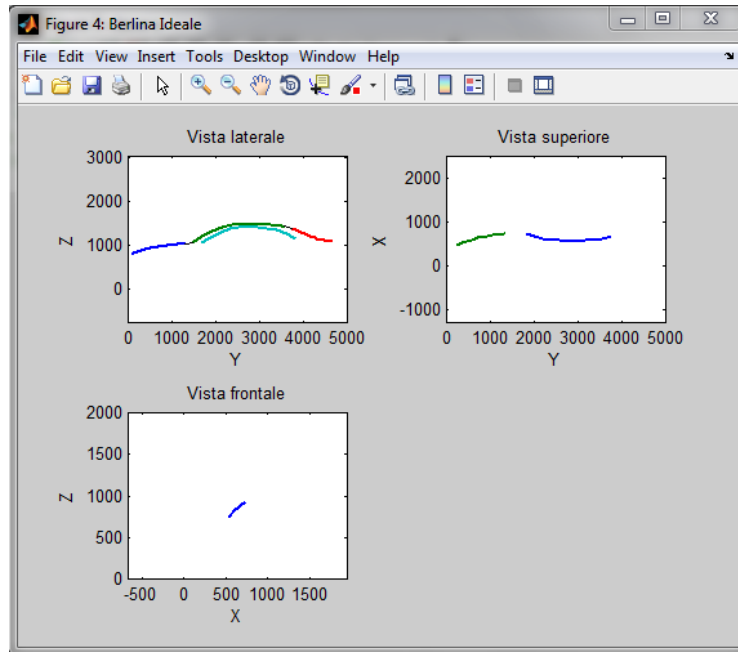 Figure 4: Berlina Ideale
File Edit View Insert Tools Desktop Window Help
Vista laterale
3000
2000
1000
0
Z
0 1000 2000 3000 4000 5000
Y
Vista superiore
2000
1000
0
-1000
X
0 1000 2000 3000 4000 5000
Y
Vista frontale
2000
1500
1000
500
0
Z
-500 0 500 1000 1500
X